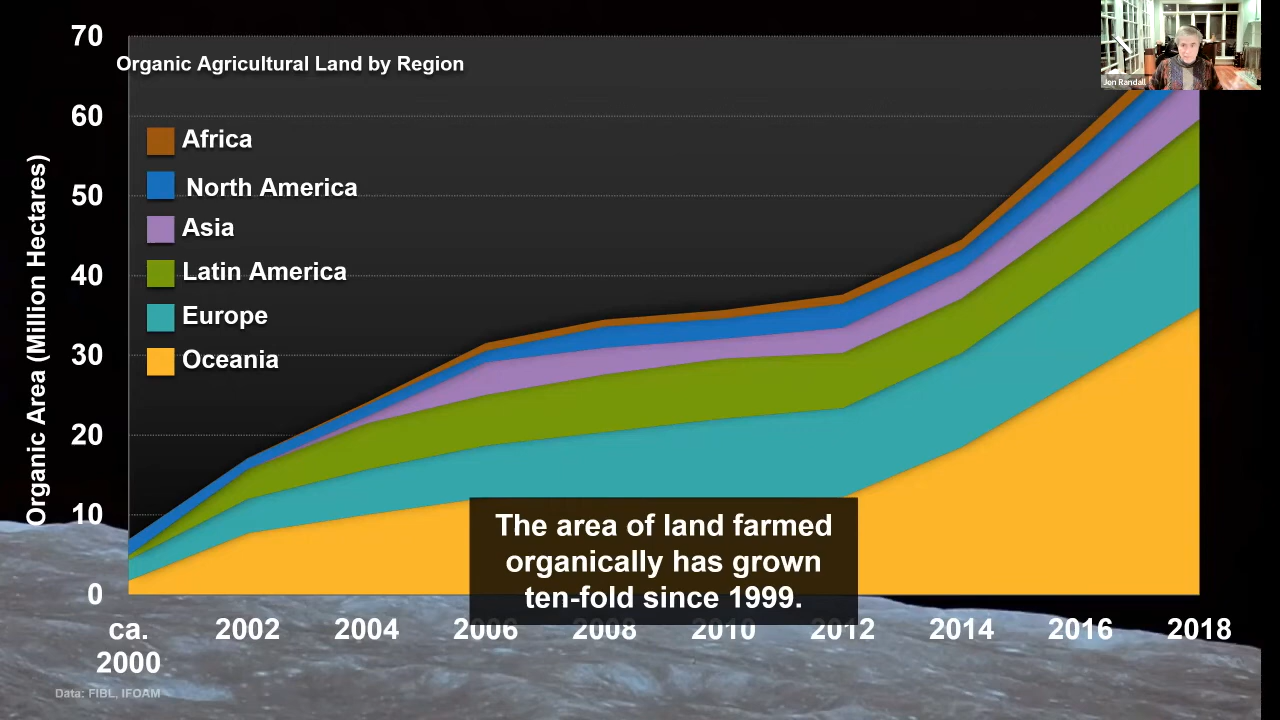 70
Organic Agricultural Land by Region
Jon Randall
60
Africa
50
North America
Asia
40
Latin America
Europe
30
Oceania
20
10
0
Organic Area (Million Hectares)
The area of land farmed
organically has grown
ten-fold since 1999.
ca. 2002 2004 2006 2008 2010 2012 2014 2016 2018
2000
Data: FIBL, IFOAM